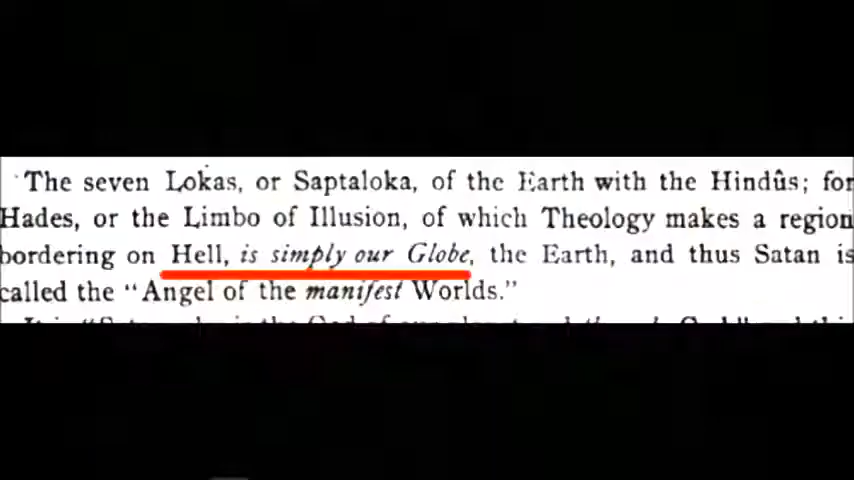 The seven Lokas, or Saptaloka, of the Earth with the Hindûs; for
Hades, or the Limbo of Illusion, of which Theology makes a region
bordering on Hell, is simply our Globe, the Earth, and thus Satan is
called the “Angel of the manifest Worlds.”